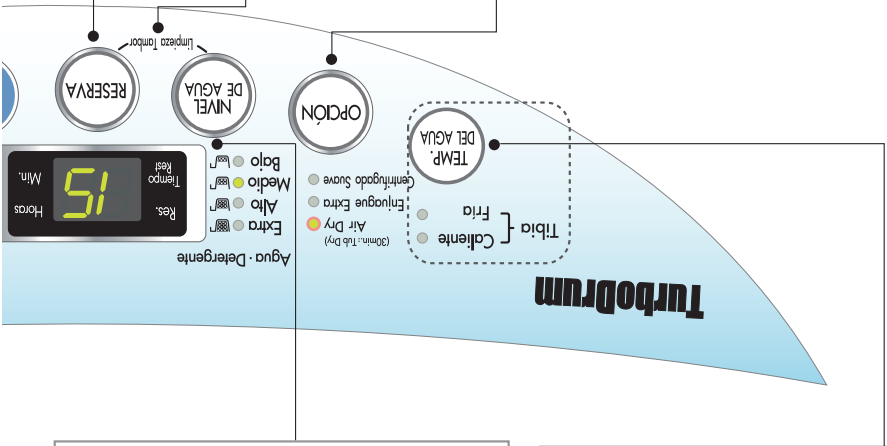 TurboDrum
Tibia
Caliente
Fría
TEMP.
DEL AGUA
(30min.: Tub Dry)
Air Dry
Enjuague Extra
Centrifugado Suave
OPCIÓN
Agua · Detergente
Extra
Alto
Medio
Bajo
NIVEL
DE AGUA
Res.
Tiempo
Rest
15
Horas
Min.
Limpieza Tambor
RESERVA